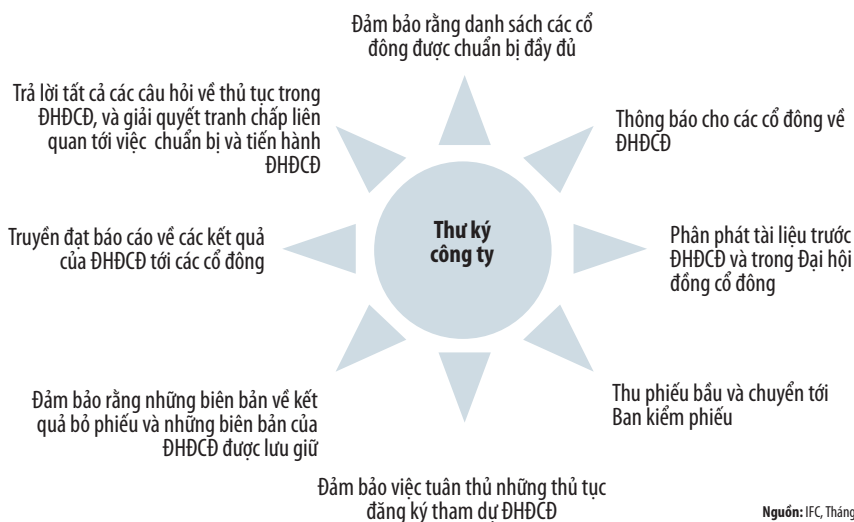 Đảm bảo rằng danh sách các cổ
đông được chuẩn bị đầy đủ
Trả lời tất cả các câu hỏi về thủ tục trong
ĐHĐCĐ, và giải quyết tranh chấp liên
quan tới việc chuẩn bị và tiến hành
ĐHĐCĐ
Thông báo cho các cổ đông về
ĐHĐCĐ
Thư ký
công ty
Truyền đạt báo cáo về các kết quả
của ĐHĐCĐ tới các cổ đông
Phân phát tài liệu trước
ĐHĐCĐ và trong Đại hội
đồng cổ đông
Đảm bảo rằng những biên bản về kết
quả bỏ phiếu và những biên bản của
ĐHĐCĐ được lưu giữ
Thu phiếu bầu và chuyển tới
Ban kiểm phiếu
Đảm bảo việc tuân thủ những thủ tục
đăng ký tham dự ĐHĐCĐ
Nguồn: IFC, Tháng